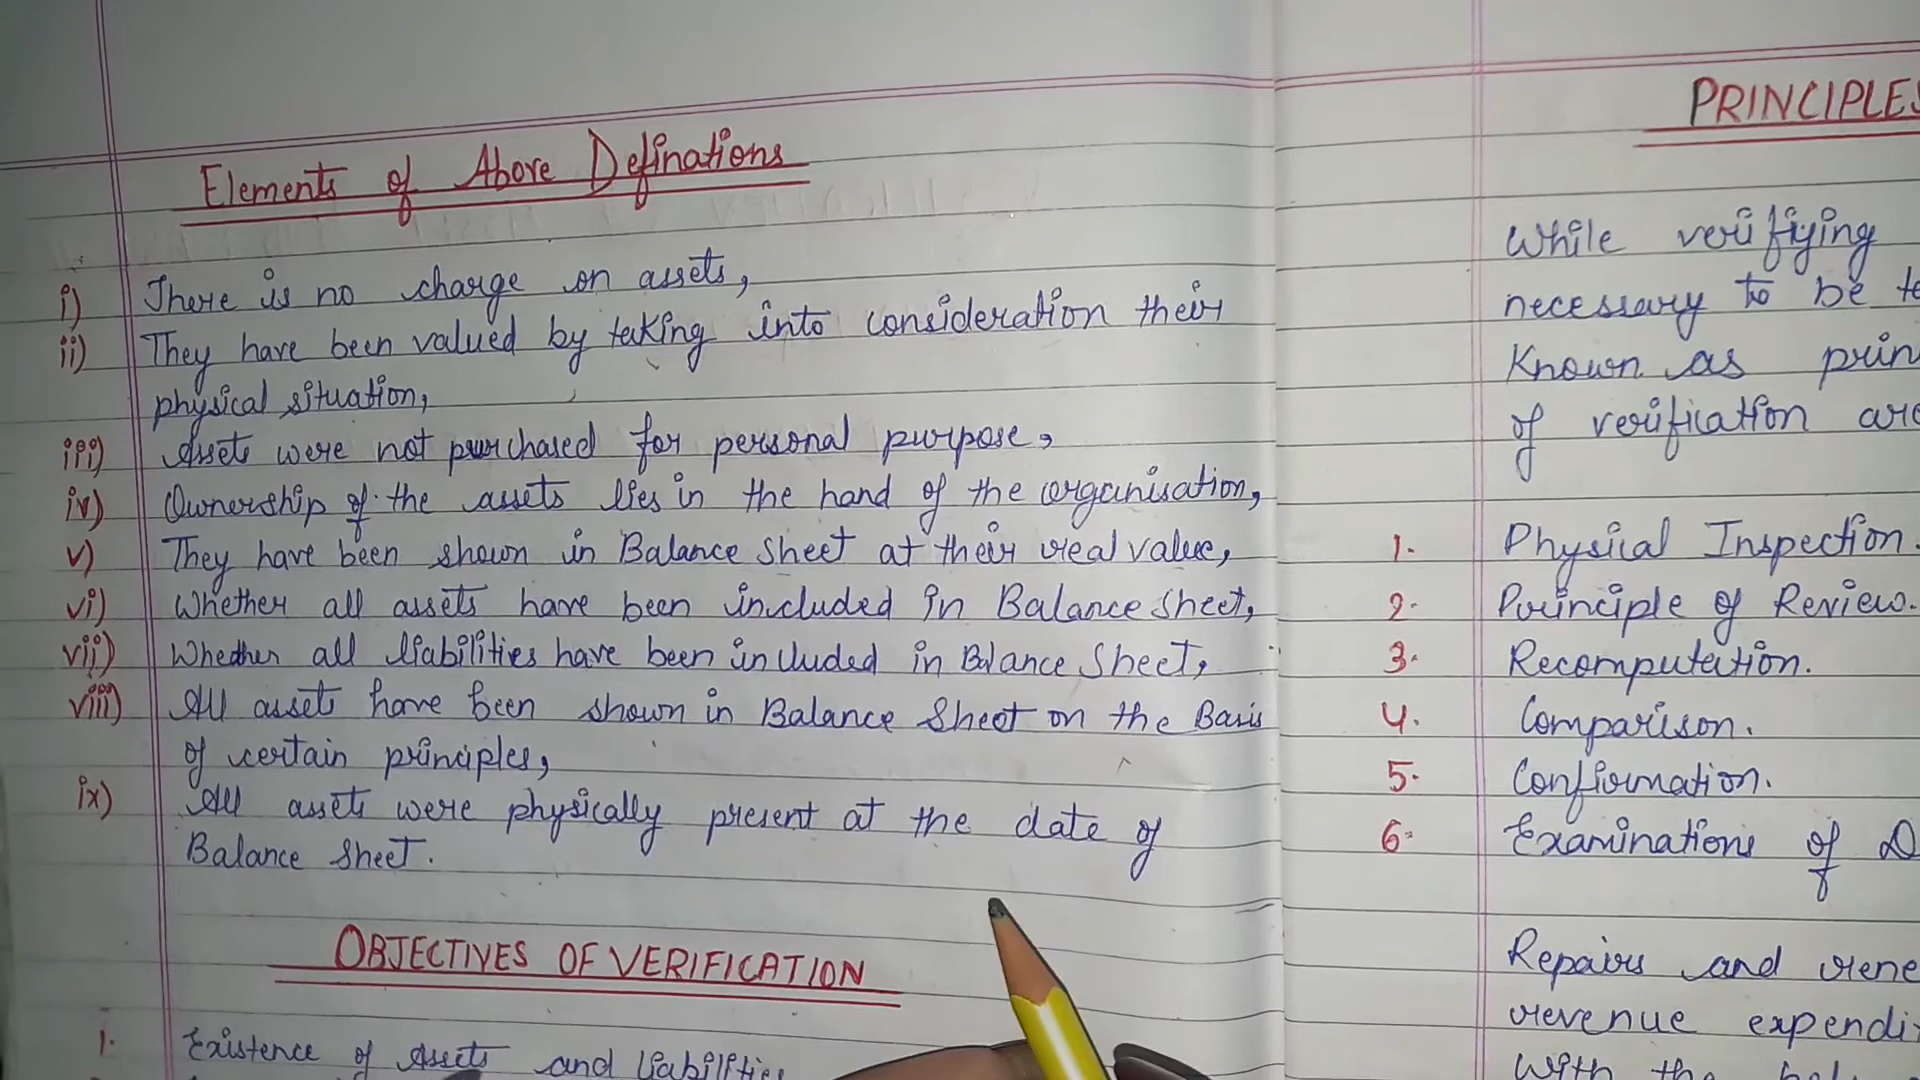 Elements of Above Definations
i) There is no charge on assets,
ii) They have been valued by taking into consideration their
physical situation,
iii) Assets were not purchased for personal purpose,
iv) Ownership of the assets lies in the hand of the organisation,
v) They have been shown in Balance Sheet at their real value,
vi) Whether all assets have been included in Balance Sheet,
vii) Whether all liabilities have been included in Balance Sheet,
viii) All assets have been shown in Balance Sheet on the Basis
of certain principles,
ix) All assets were physically present at the date of
Balance Sheet.
OBJECTIVES OF VERIFICATION
1. Existence of Assets and liabilities
PRINCIPLES
While verifiying
necessary to be
Known as
of verification are
1. Physical Inspection.
2. Principle of Review.
3. Recomputation.
4. Comparison.
5. Confirmation.
6. Examinations of
Repairs and
revenue
With the